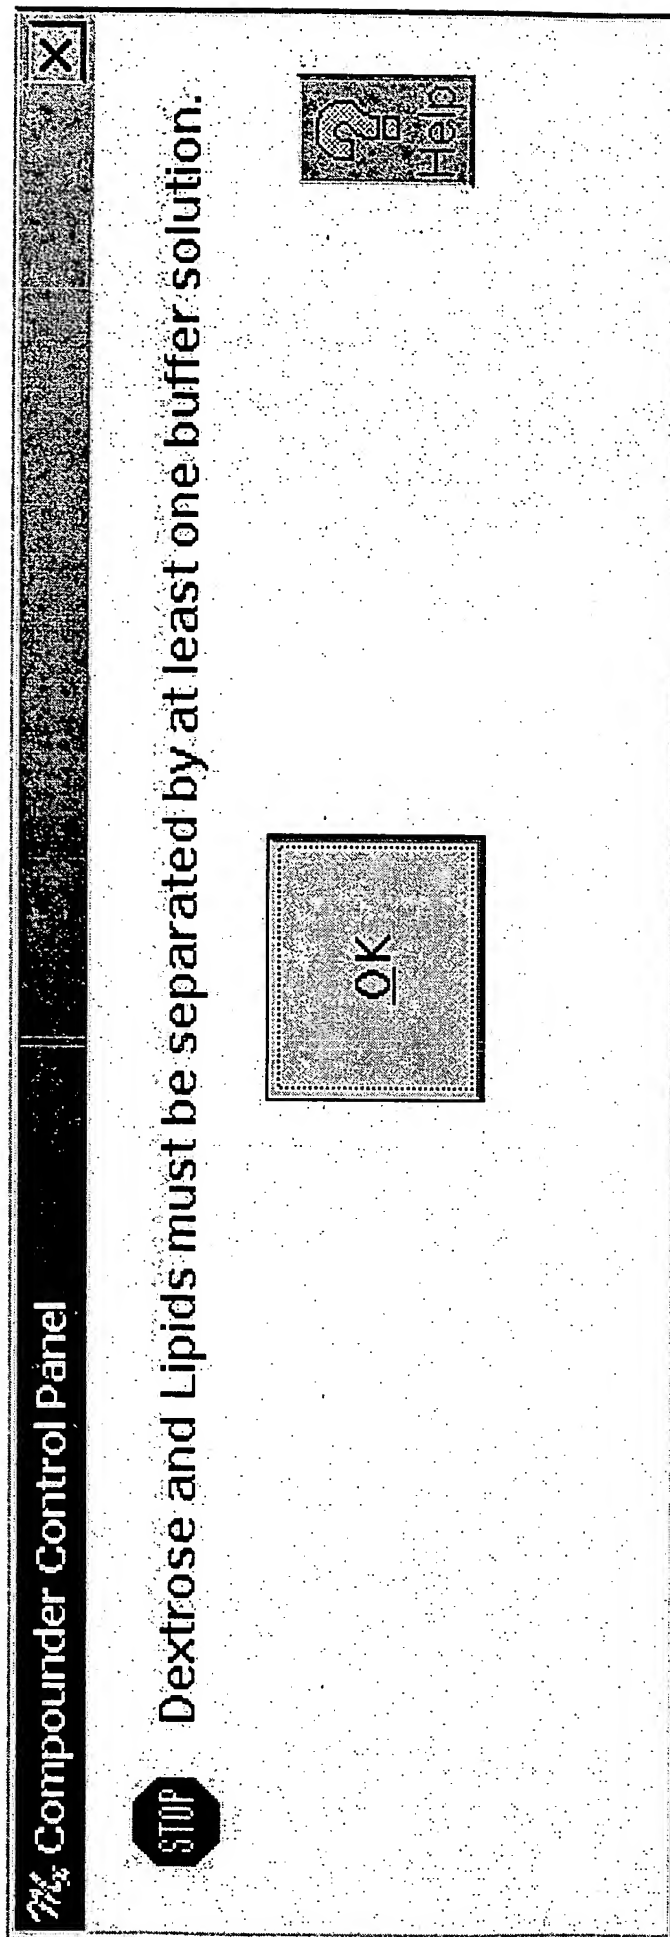 Compounder Control Panel
STOP
Dextrose and Lipids must be separated by at least one buffer solution.
OK
?
Help